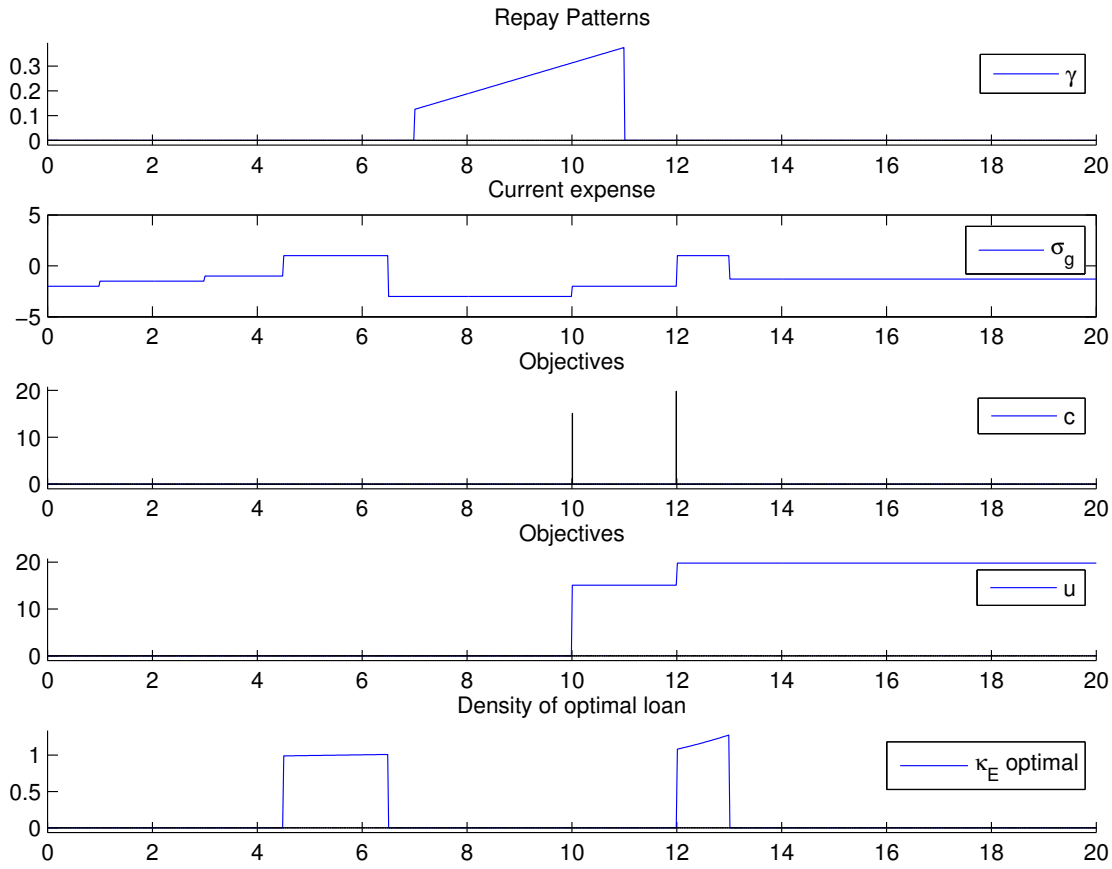 Repay Patterns
0.3
0.2
0.1
0
γ
0 2 4 6 8 10 12 14 16 18 20
Current expense
5
0
−5
σg
0 2 4 6 8 10 12 14 16 18 20
Objectives
20
10
0
c
0 2 4 6 8 10 12 14 16 18 20
Objectives
20
10
0
u
0 2 4 6 8 10 12 14 16 18 20
Density of optimal loan
1
0.5
0
κE optimal
0 2 4 6 8 10 12 14 16 18 20